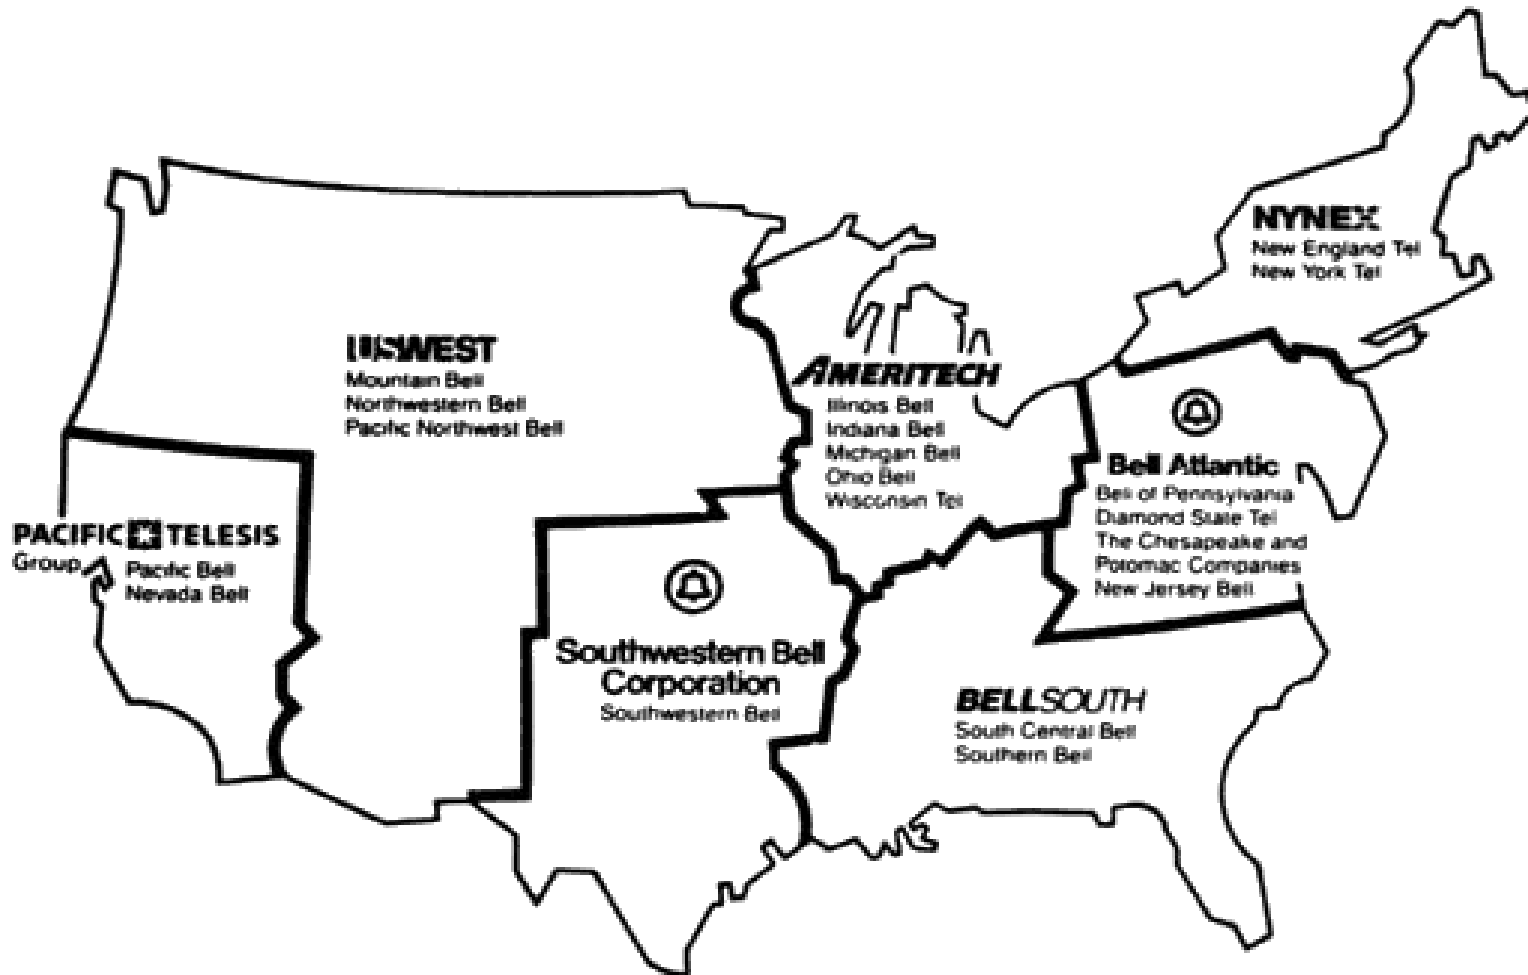 NYNEX
New England Tel
New York Tel
USWEST
Mountain Bell
Northwestern Bell
Pacific Northwest Bell
AMERITECH
Illinois Bell
Indiana Bell
Michigan Bell
Ohio Bell
Wisconsin Tel
Bell Atlantic
Bell of Pennsylvania
Diamond State Tel
The Chesapeake and
Potomac Companies
New Jersey Bell
PACIFIC TELESIS
Group
Pacific Bell
Nevada Bell
Southwestern Bell
Corporation
Southwestern Bell
BELLSOUTH
South Central Bell
Southern Bell